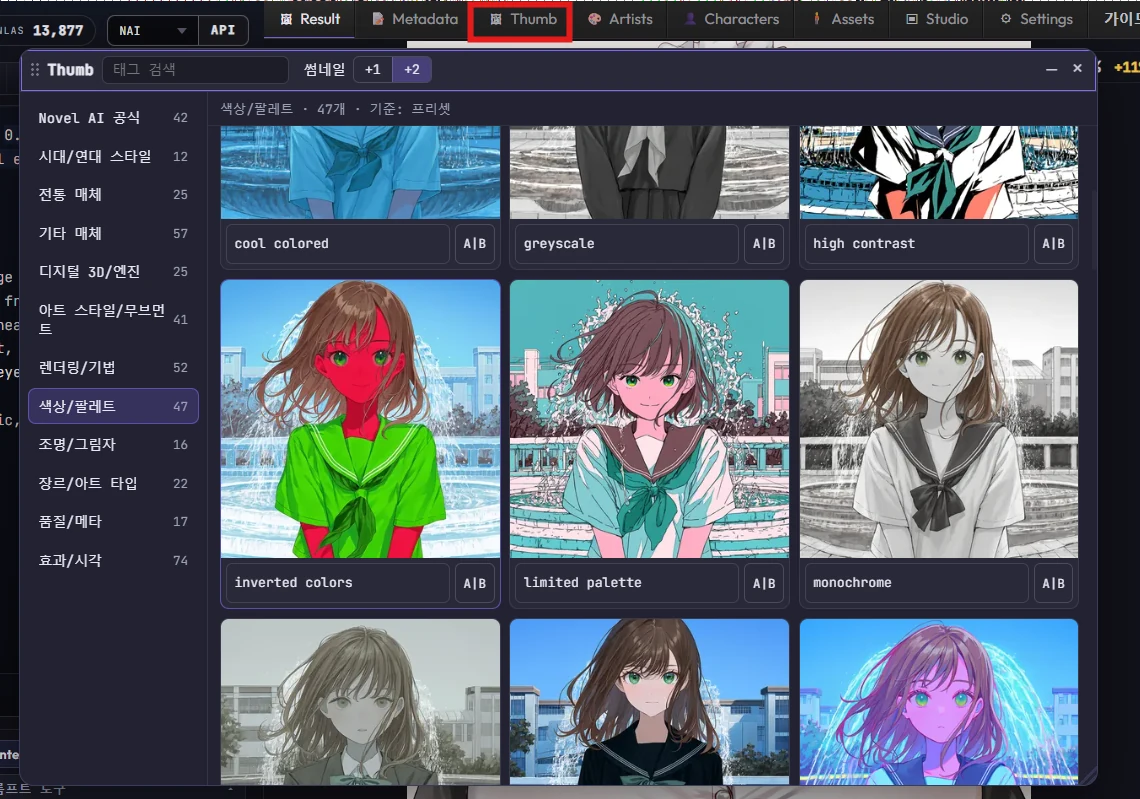 NLAS 13,877
NAI
API
Result
Metadata
Thumb
Artists
Characters
Assets
Studio
Settings
Thumb
태그 검색
썸네일
+1
+2
Novel AI 공식 42
시대/연대 스타일 12
전통 매체 25
기타 매체 57
디지털 3D/엔진 25
아트 스타일/무브먼
트 41
렌더링/기법 52
색상/팔레트 47
조명/그림자 16
장르/아트 타입 22
품질/메타 17
효과/시각 74
색상/팔레트 · 47개 · 기준: 프리셋
cool colored
A|B
greyscale
A|B
high contrast
A|B
inverted colors
A|B
limited palette
A|B
monochrome
A|B